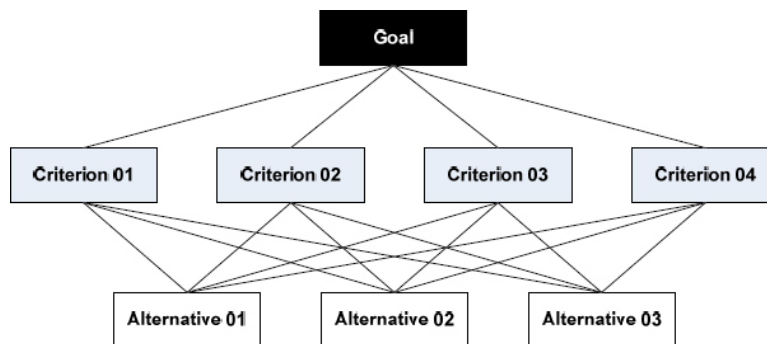 Goal
Criterion 01
Criterion 02
Criterion 03
Criterion 04
Alternative 01
Alternative 02
Alternative 03